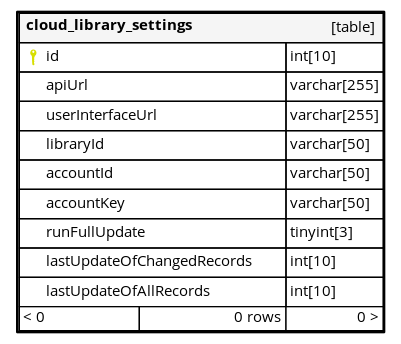 cloud_library_settings [table]
id int[10]
apiUrl varchar[255]
userInterfaceUrl varchar[255]
libraryId varchar[50]
accountId varchar[50]
accountKey varchar[50]
runFullUpdate tinyint[3]
lastUpdateOfChangedRecords int[10]
lastUpdateOfAllRecords int[10]
< 0 0 rows 0 >